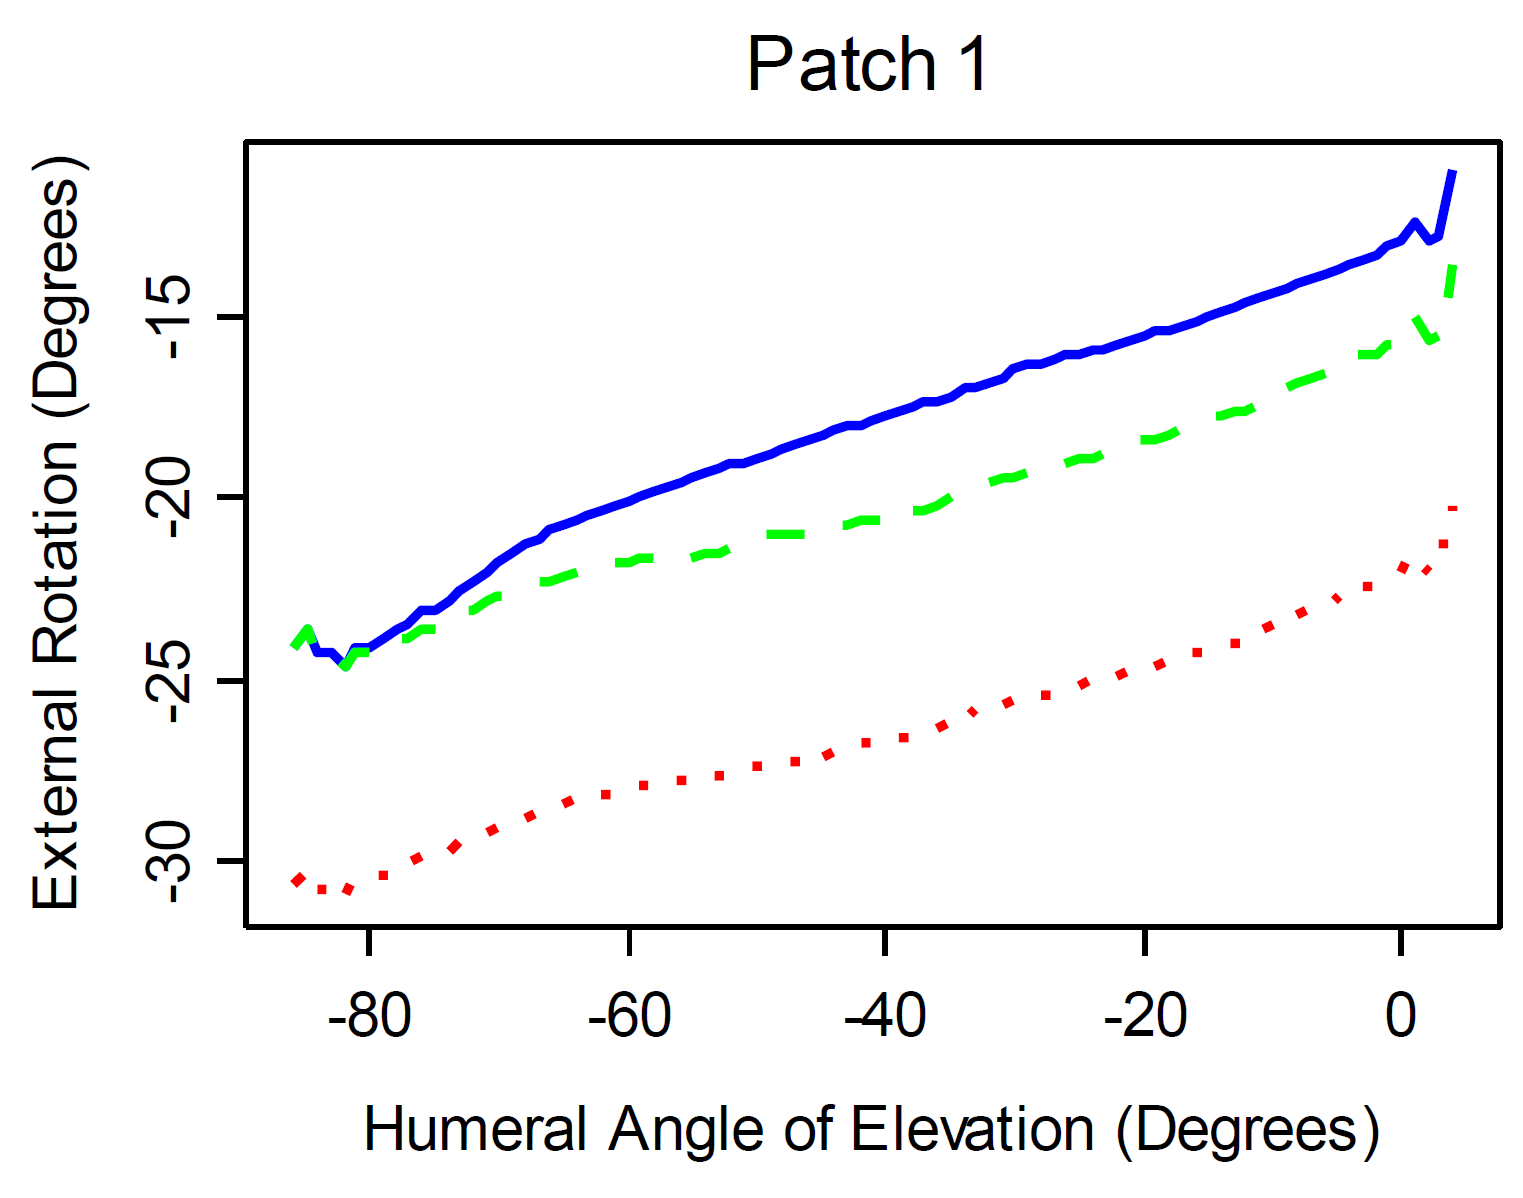 Patch 1
External Rotation (Degrees)
-15
-20
-25
-30
-80 -60 -40 -20 0
Humeral Angle of Elevation (Degrees)